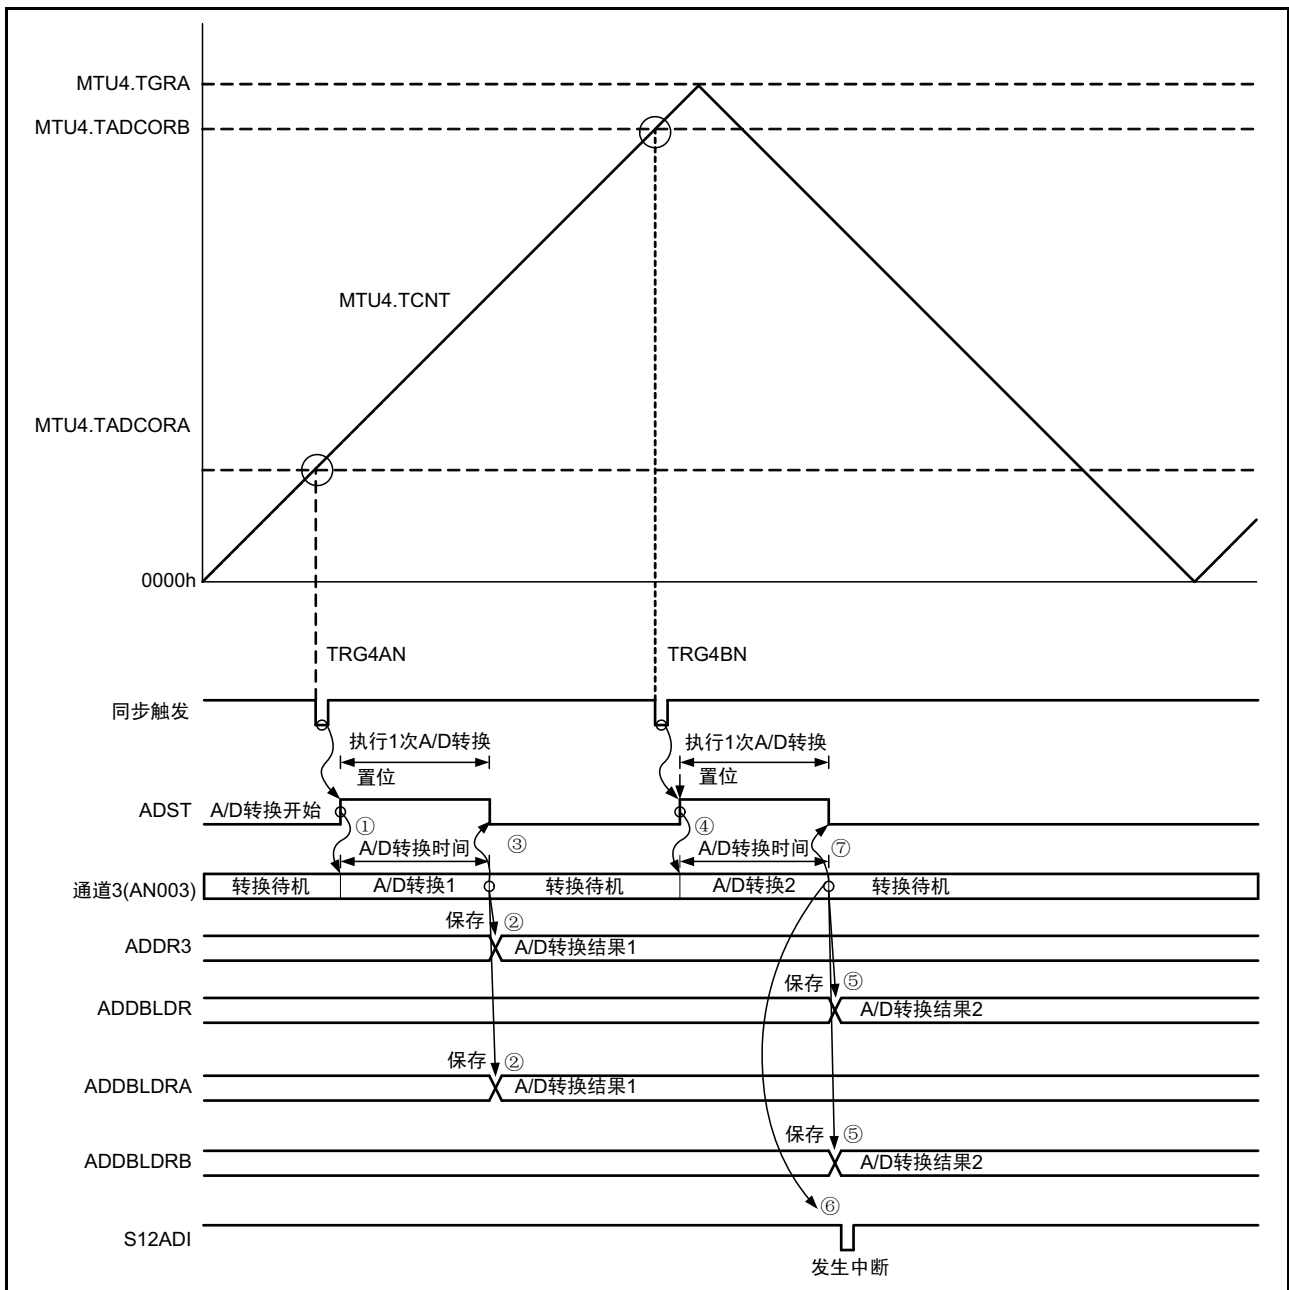 MTU4.TGRA
MTU4.TADCORB
MTU4.TCNT
MTU4.TADCORA
0000h
TRG4AN
TRG4BN
同步触发
执行1次A/D转换
执行1次A/D转换
置位
置位
ADST
A/D转换开始
①
③
④
⑦
A/D转换时间
A/D转换时间
通道3(AN003)
转换待机
A/D转换1
转换待机
A/D转换2
转换待机
保存 ②
ADDR3
A/D转换结果1
保存 ⑤
ADDBLDR
A/D转换结果2
保存 ②
ADDBLDRA
A/D转换结果1
保存 ⑤
ADDBLDRB
A/D转换结果2
⑥
S12ADI
发生中断